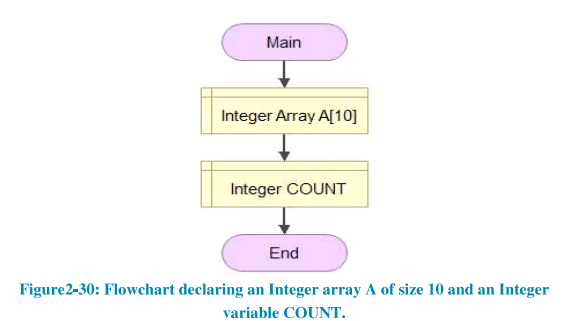 Main
Integer Array A[10]
Integer COUNT
End
Figure2-30: Flowchart declaring an Integer array A of size 10 and an Integer
variable COUNT.